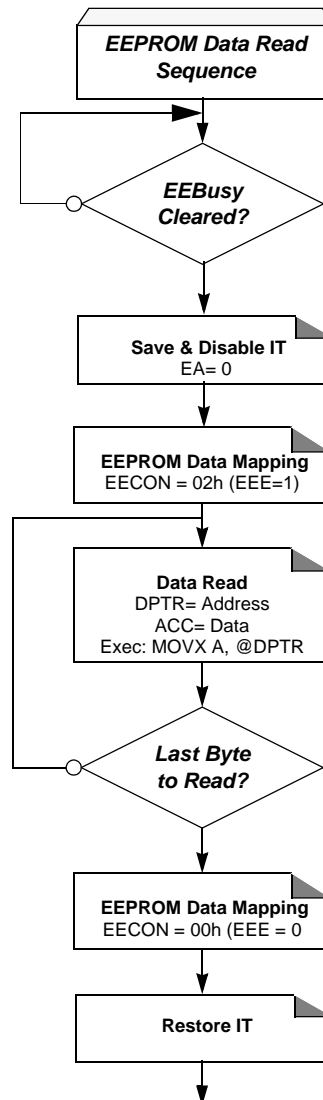 EEPROM Data Read
Sequence
EEBusy
Cleared?
Save & Disable IT
EA= 0
EEPROM Data Mapping
EECON = 02h (EEE=1)
Data Read
DPTR= Address
ACC= Data
Exec: MOVX A, @DPTR
Last Byte
to Read?
EEPROM Data Mapping
EECON = 00h (EEE = 0
Restore IT